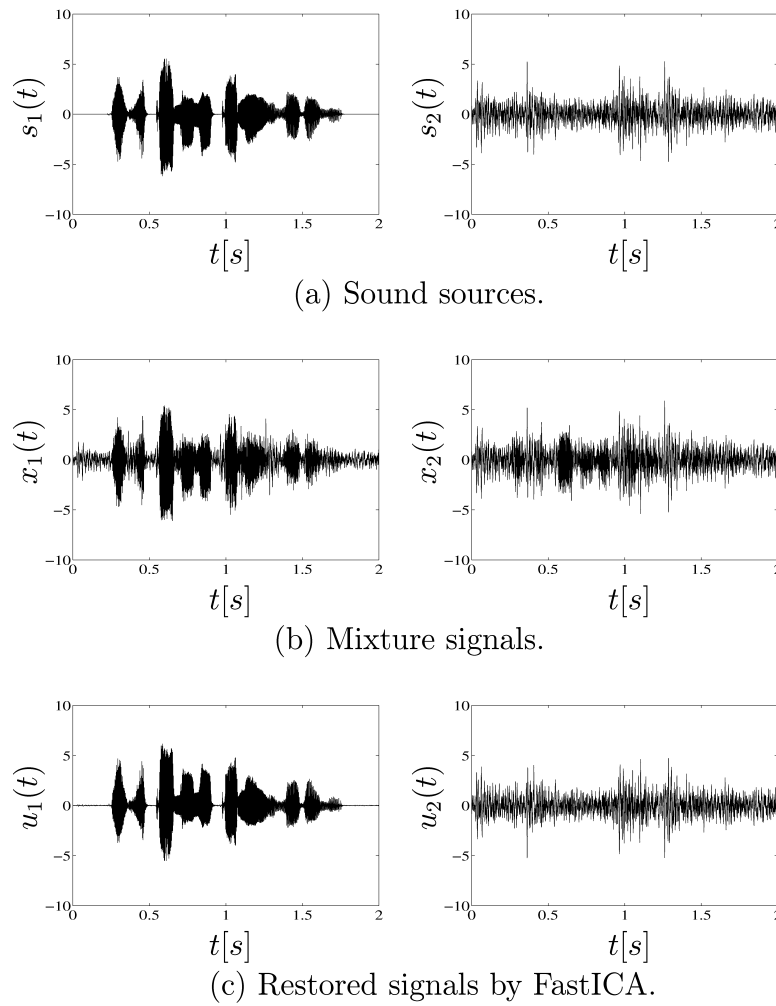 10
5
0
−5
−10
s₁(t)
0 0.5 1 1.5 2
t[s]
10
5
0
−5
−10
s₂(t)
0 0.5 1 1.5 2
t[s]
(a) Sound sources.
10
5
0
−5
−10
x₁(t)
0 0.5 1 1.5 2
t[s]
10
5
0
−5
−10
x₂(t)
0 0.5 1 1.5 2
t[s]
(b) Mixture signals.
10
5
0
−5
−10
u₁(t)
0 0.5 1 1.5 2
t[s]
10
5
0
−5
−10
u₂(t)
0 0.5 1 1.5 2
t[s]
(c) Restored signals by FastICA.